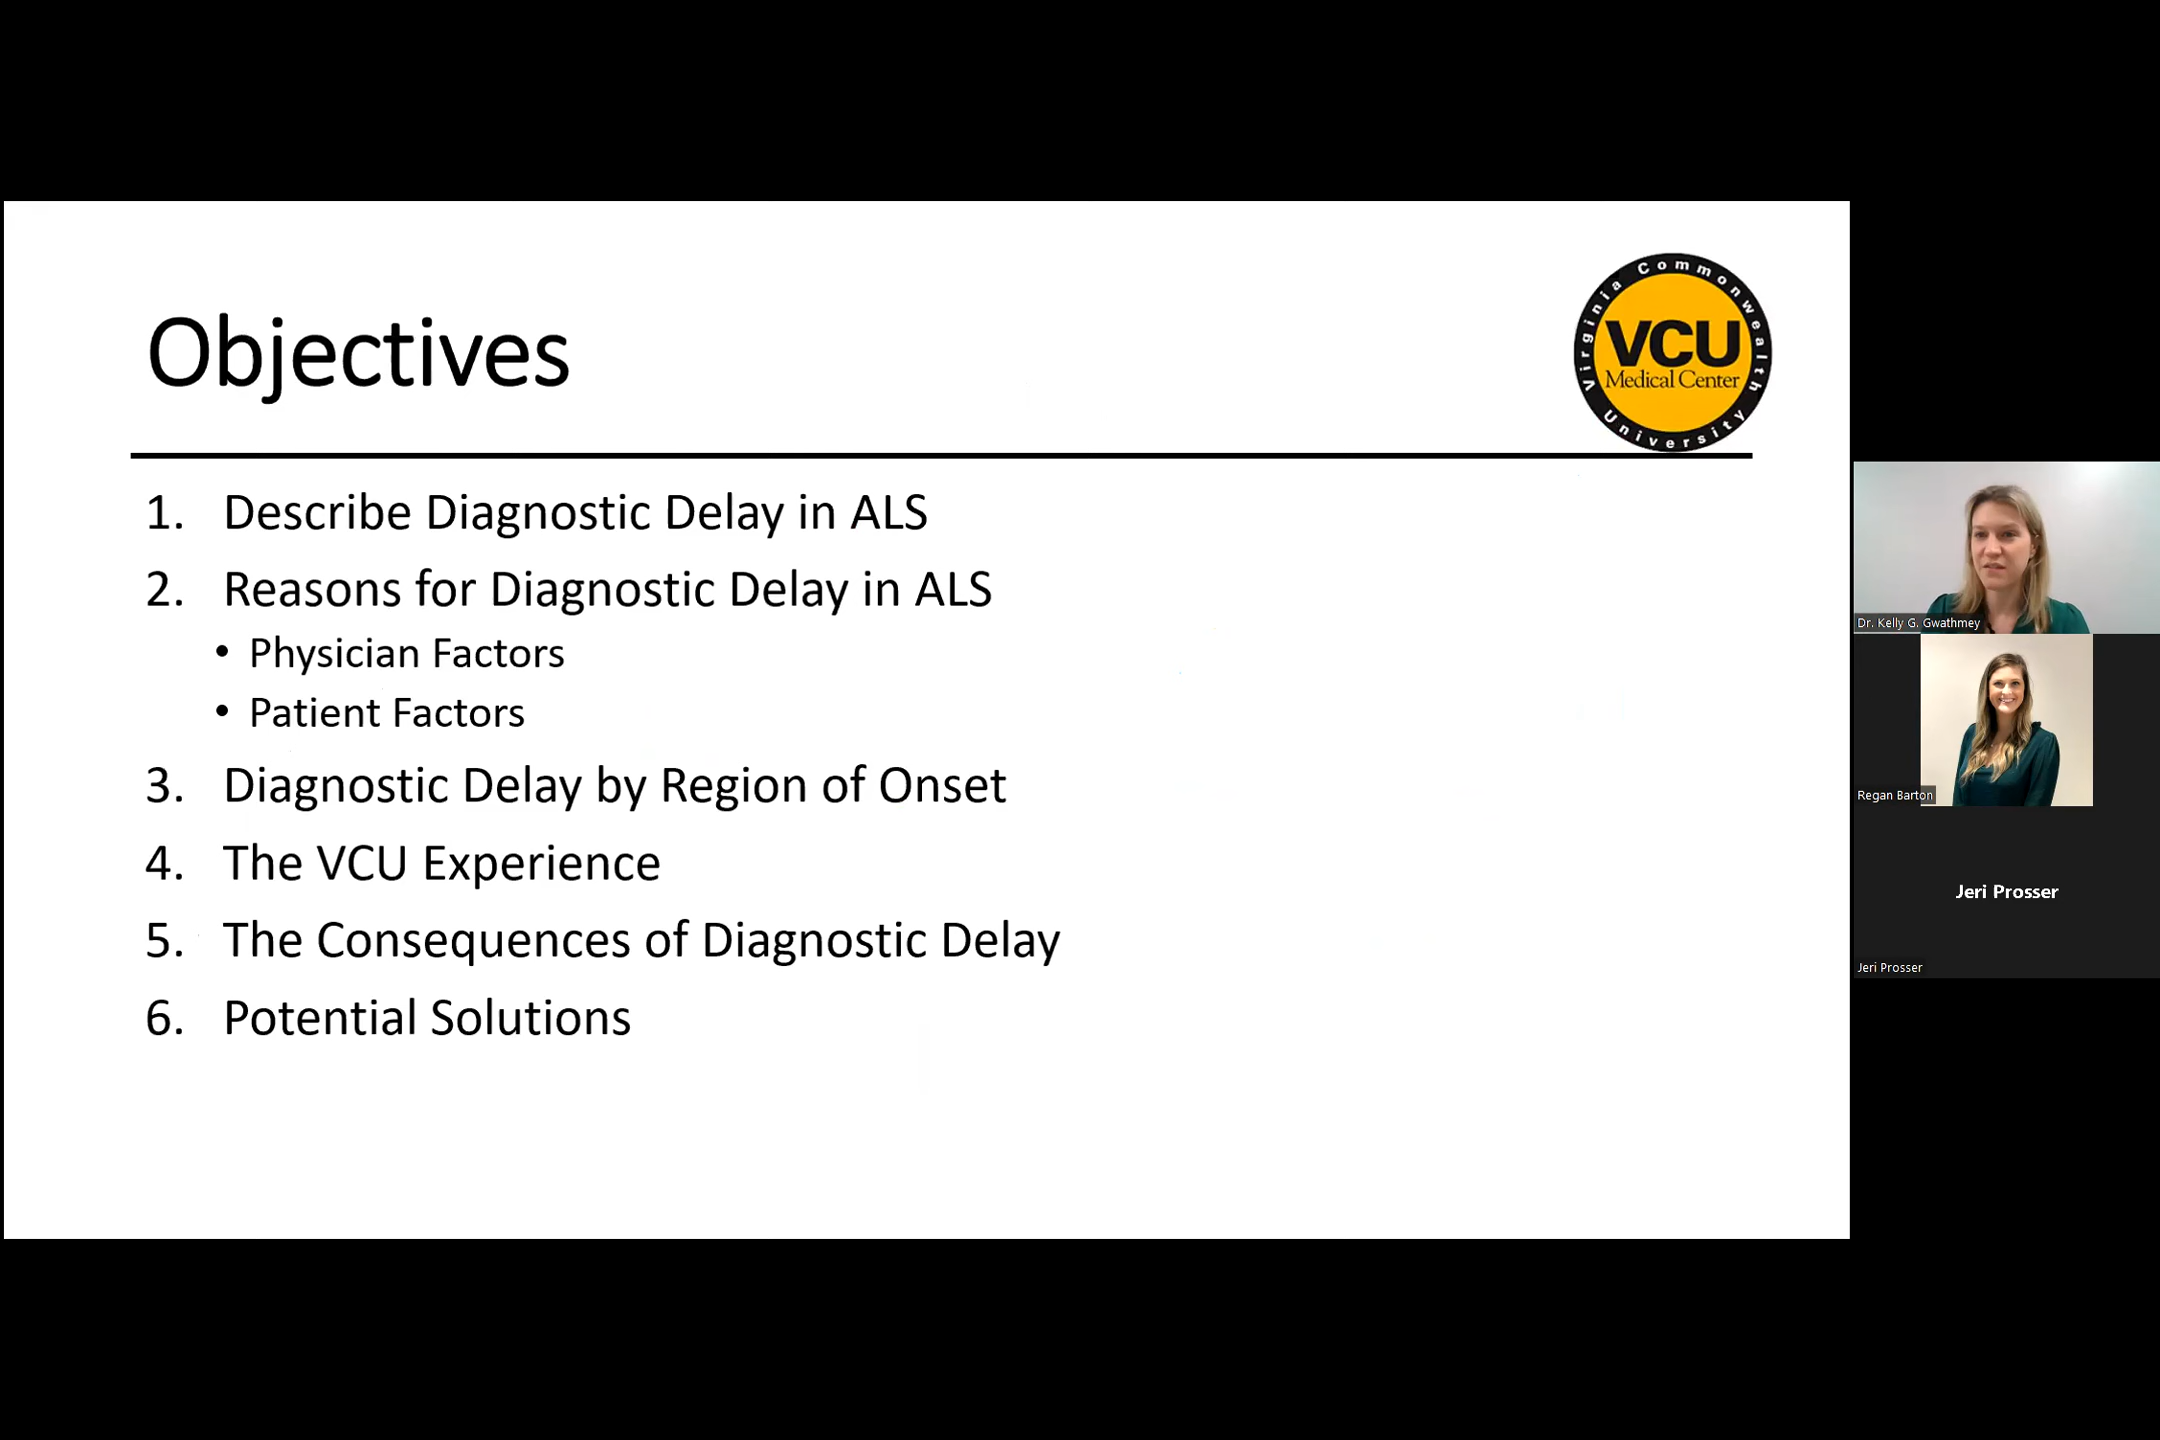 Objectives
Virginia Commonwealth University
VCU
Medical Center
1. Describe Diagnostic Delay in ALS
2. Reasons for Diagnostic Delay in ALS
• Physician Factors
• Patient Factors
3. Diagnostic Delay by Region of Onset
4. The VCU Experience
5. The Consequences of Diagnostic Delay
6. Potential Solutions
Dr. Kelly G. Gwathmey
Regan Barton
Jeri Prosser
Jeri Prosser